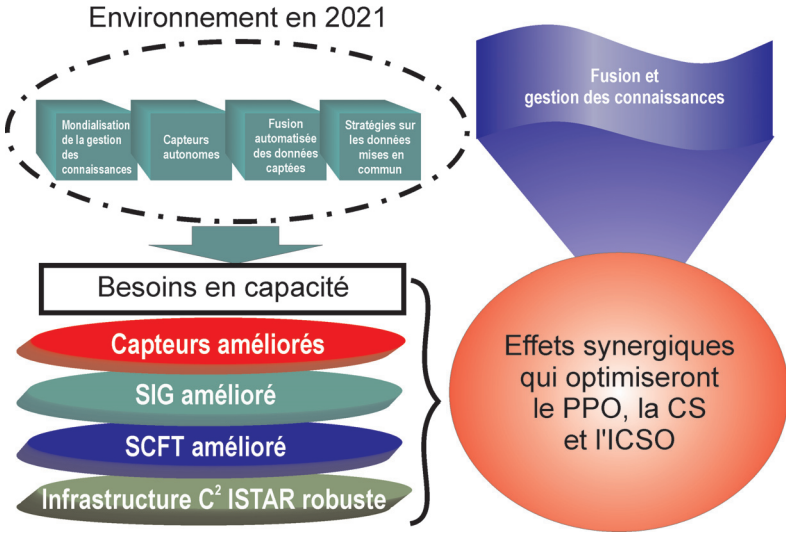 Environnement en 2021
Mondialisation
de la gestion
des
connaissances
Capteurs
autonomes
Fusion
automatisée
des données
captées
Stratégies sur
les données
mises en
commun
Fusion et
gestion des connaissances
Besoins en capacité
Capteurs améliorés
SIG amélioré
SCFT amélioré
Infrastructure C² ISTAR robuste
Effets synergiques
qui optimiseront
le PPO, la CS
et l'ICSO